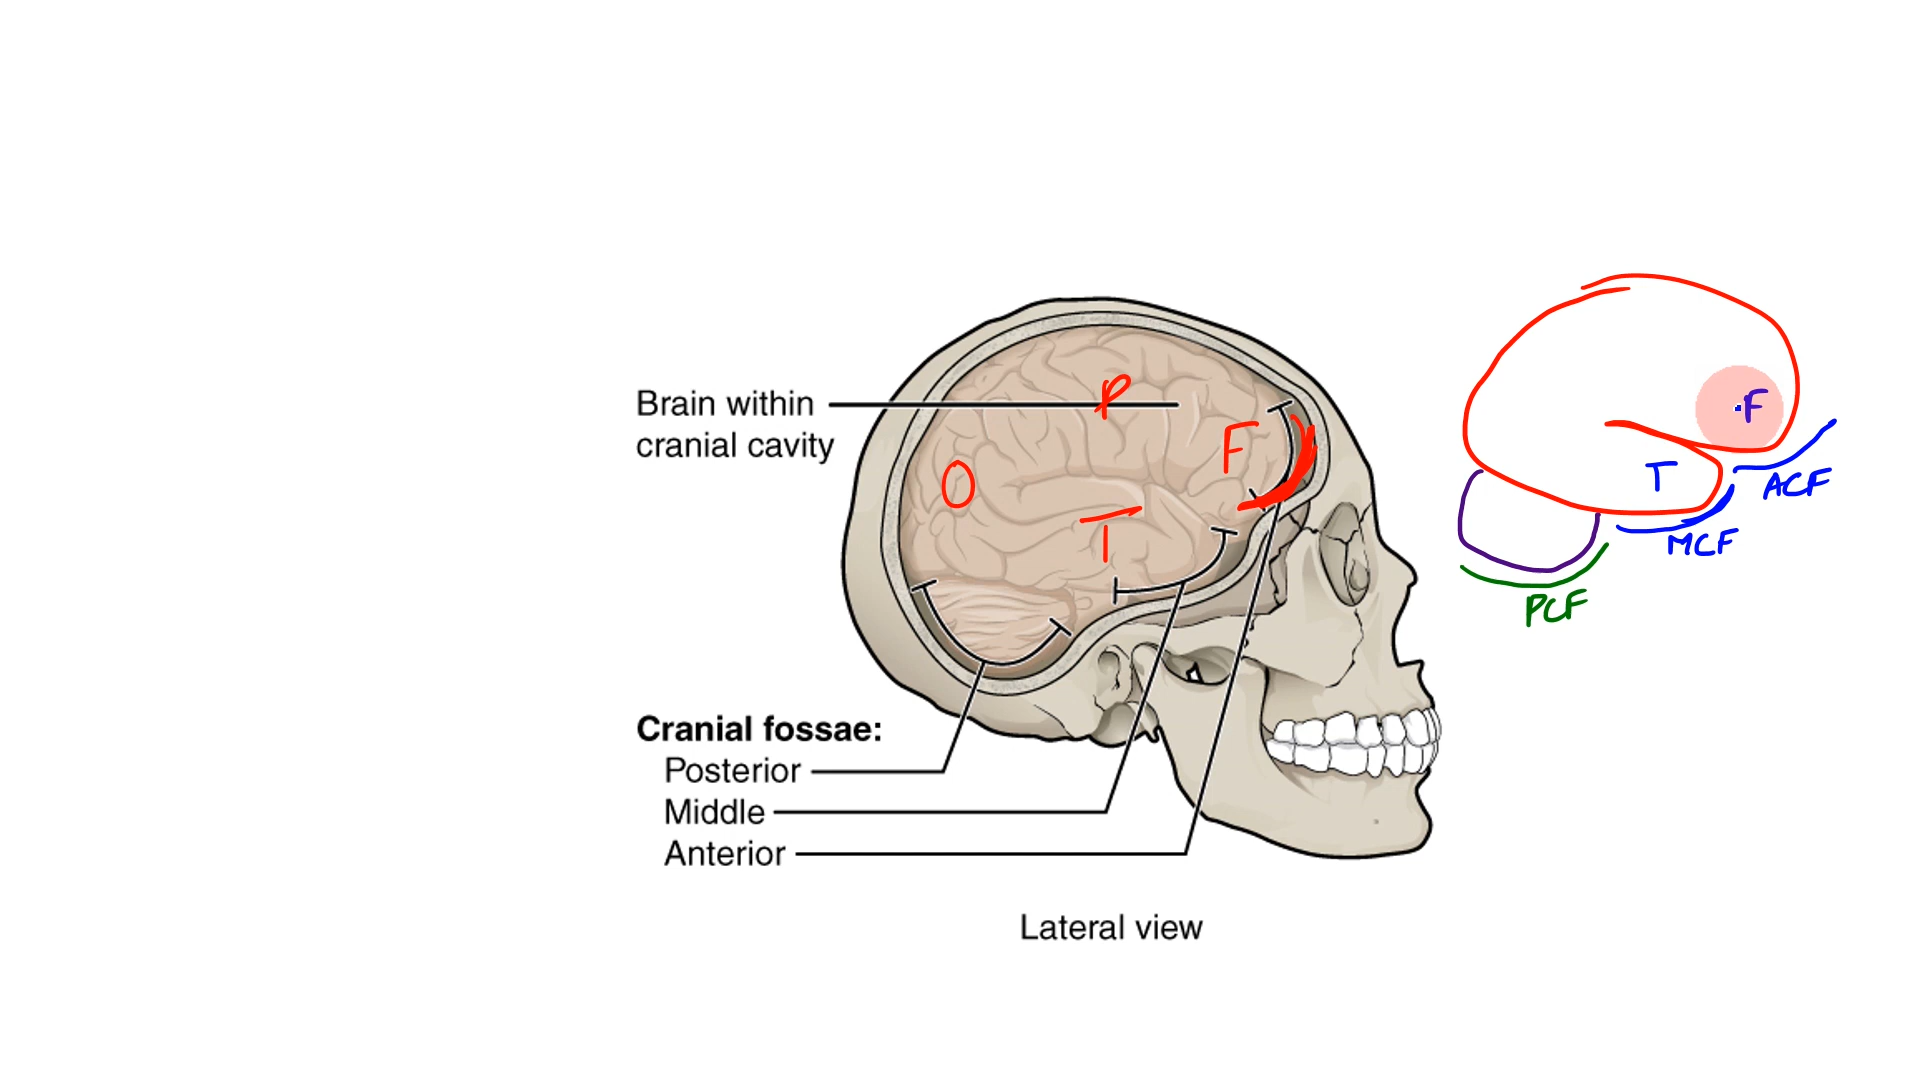 Brain within
cranial cavity
P
F
O
T
F
T
ACF
MCF
PCF
Cranial fossae:
Posterior
Middle
Anterior
Lateral view